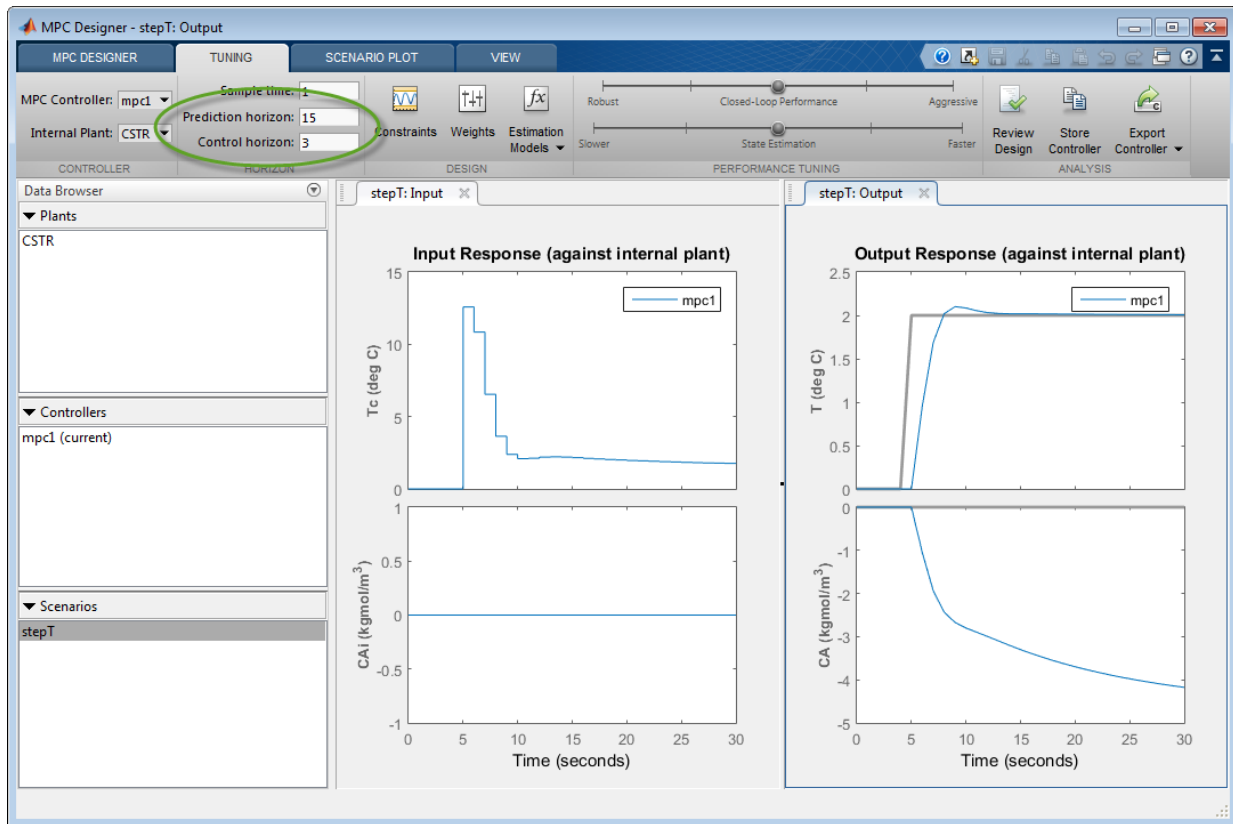 MPC Designer - stepT: Output
MPC DESIGNER TUNING SCENARIO PLOT VIEW
MPC Controller: mpc1
Internal Plant: CSTR
CONTROLLER
Sample time: 1
Prediction horizon: 15
Control horizon: 3
HORIZON
Constraints
Weights
Estimation
Models
DESIGN
Robust Closed-Loop Performance Aggressive
Slower State Estimation Faster
PERFORMANCE TUNING
Review
Design
Store
Controller
Export
Controller
ANALYSIS
Data Browser
Plants
CSTR
Controllers
mpc1 (current)
Scenarios
stepT
stepT: Input
Input Response (against internal plant)
mpc1
15
10
5
0
Tc (deg C)
1
0.5
0
-0.5
-1
CAi (kgmol/m³)
0 5 10 15 20 25 30
Time (seconds)
stepT: Output
Output Response (against internal plant)
mpc1
2.5
2
1.5
1
0.5
0
T (deg C)
0
-1
-2
-3
-4
-5
CA (kgmol/m³)
0 5 10 15 20 25 30
Time (seconds)